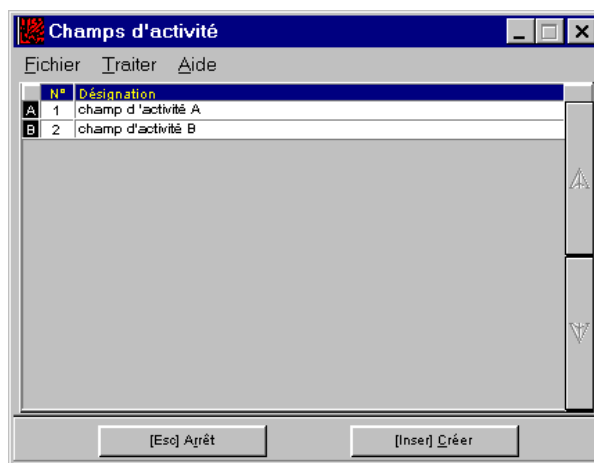 Champs d'activité
Fichier Traiter Aide
N° Désignation
A 1 champ d 'activité A
B 2 champ d'activité B
[Esc] Arrêt [Inser] Créer